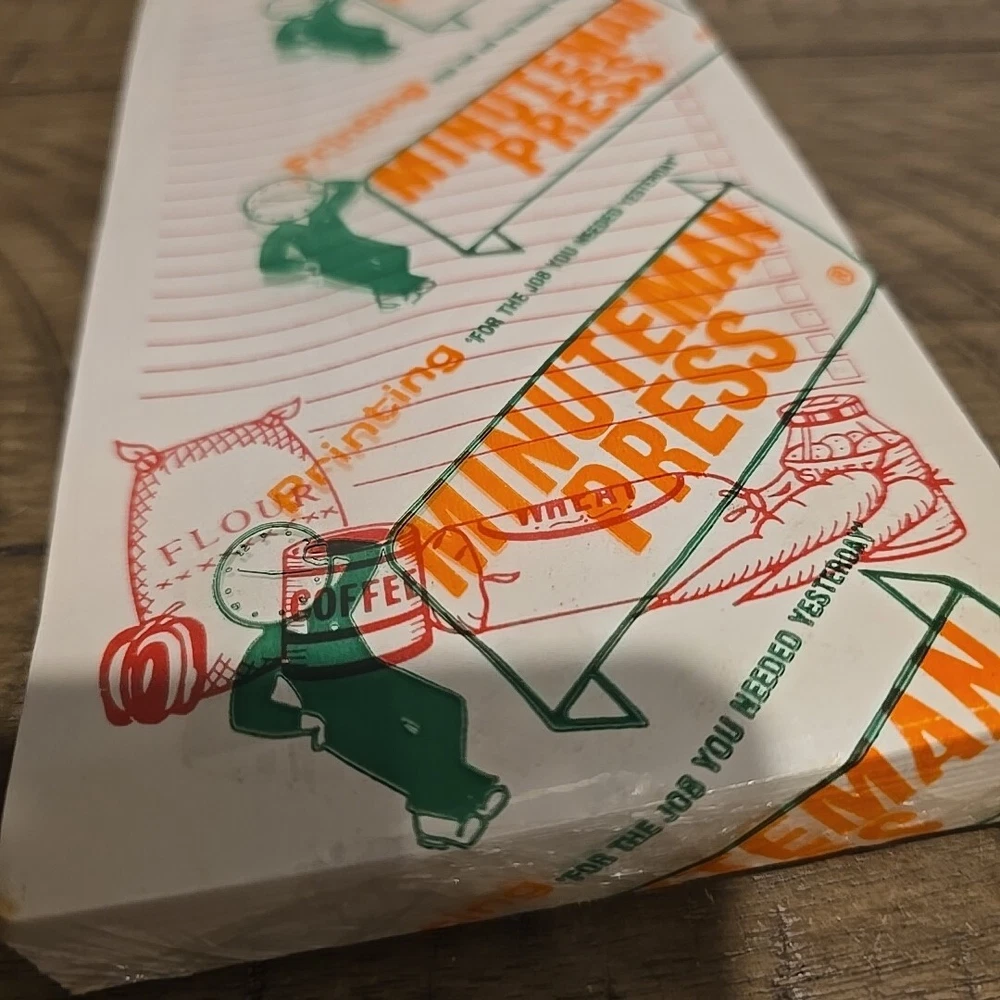 Printing
MINUTEMAN
PRESS
"FOR THE JOB YOU NEEDED YESTERDAY"
Printing
MINUTEMAN
PRESS
®
FLOUR
COFFEE
WHEAT
"FOR THE JOB YOU NEEDED YESTERDAY"